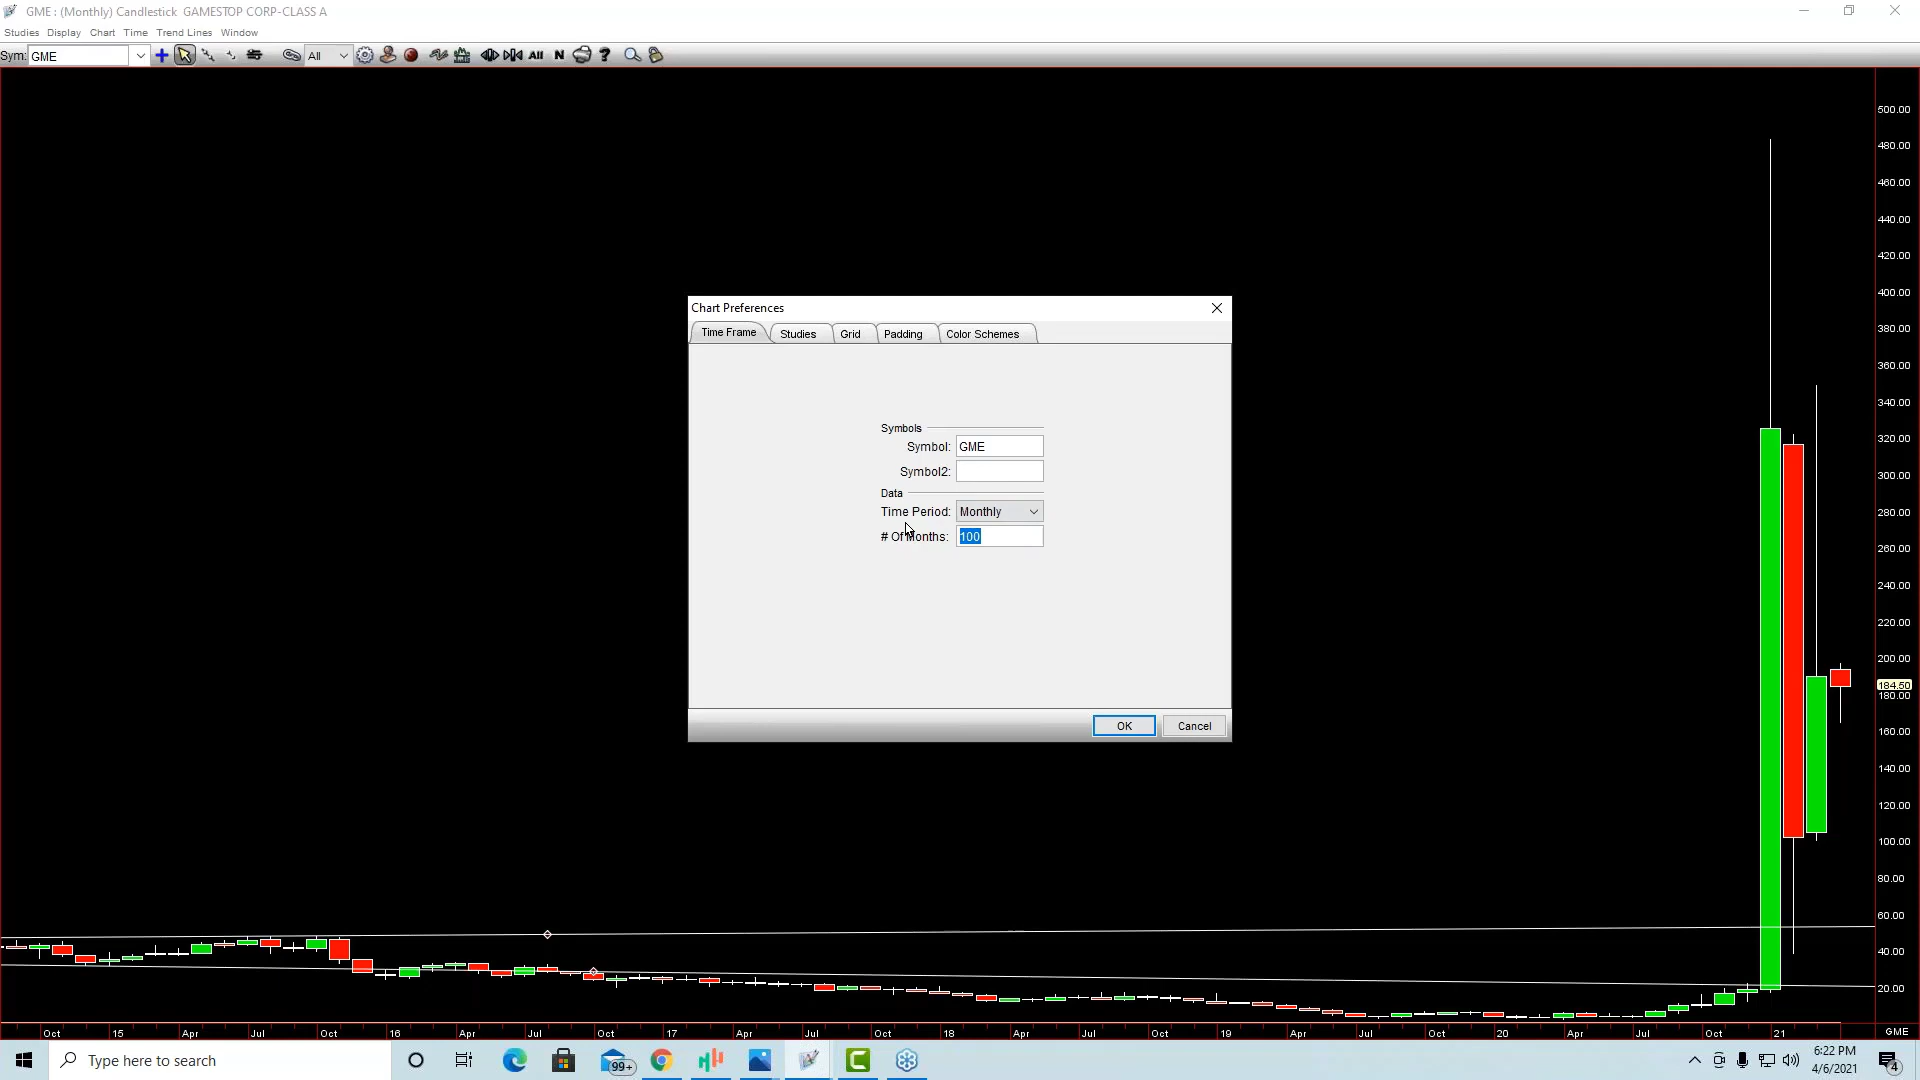 GME : (Monthly) Candlestick GAMESTOP CORP-CLASS A
Studies Display Chart Time Trend Lines Window
Sym: GME All All N ?
500.00
480.00
460.00
440.00
420.00
400.00
380.00
360.00
340.00
320.00
300.00
280.00
260.00
240.00
220.00
200.00
184.50
180.00
160.00
140.00
120.00
100.00
80.00
60.00
40.00
20.00
Chart Preferences
Time Frame Studies Grid Padding Color Schemes
Symbols
Symbol: GME
Symbol2:
Data
Time Period: Monthly
# Of Months: 100
OK Cancel
Oct 15 Apr Jul Oct 16 Apr Jul Oct 17 Apr Jul Oct 18 Apr Jul Oct 19 Apr Jul Oct 20 Apr Jul Oct 21 GME
Type here to search
99+
6:22 PM
4/6/2021
4